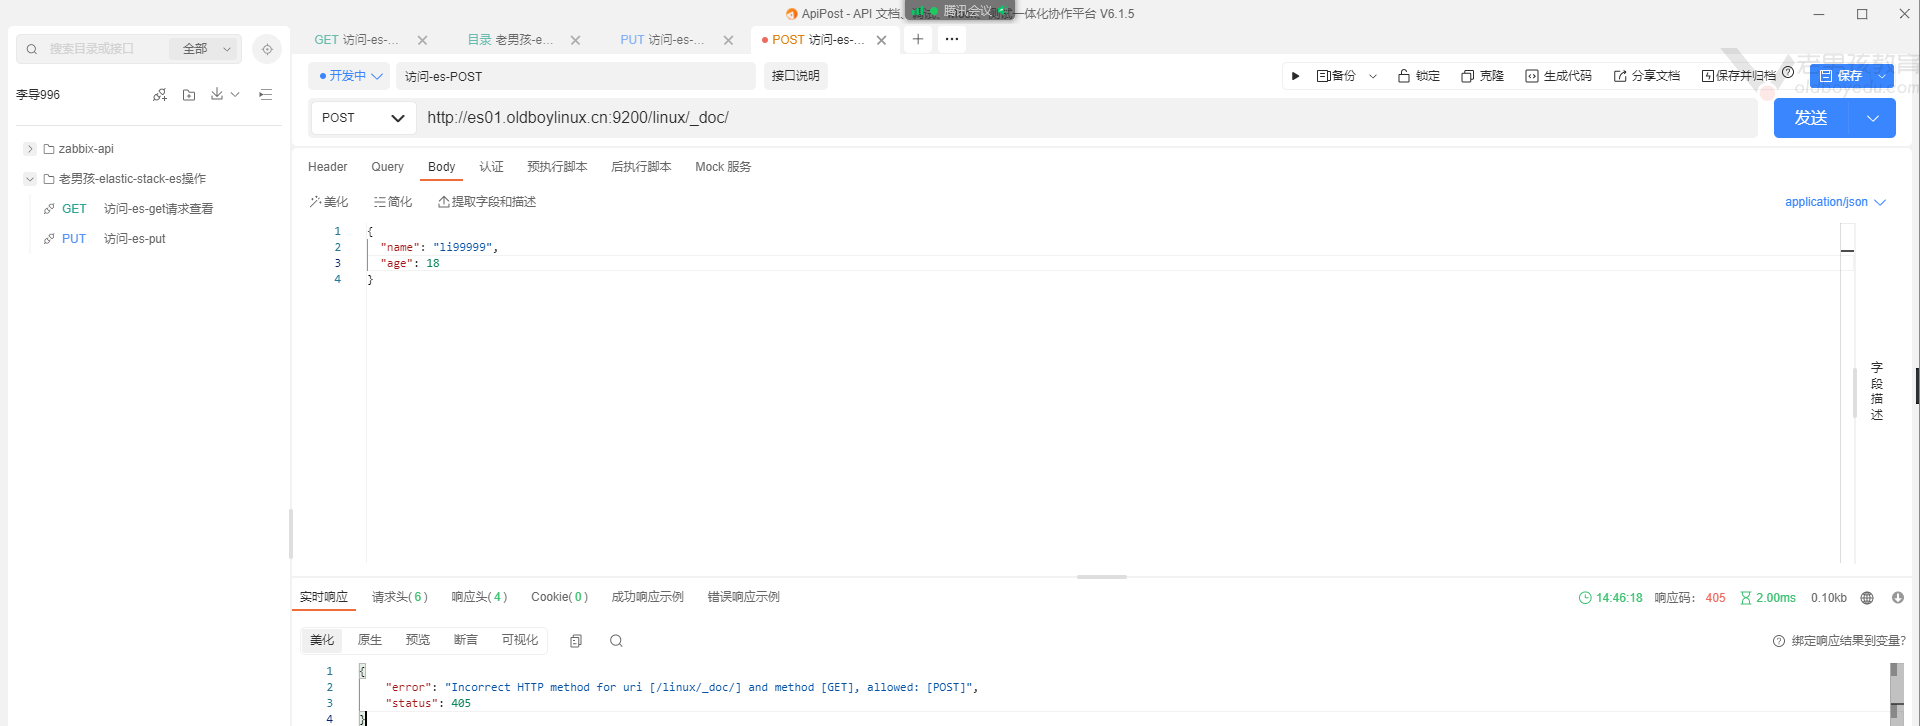 ApiPost - API 文档、调试、Mock、测试一体化协作平台 V6.1.5
腾讯会议
搜索目录或接口 全部
GET 访问-es-... 目录 老男孩-e... PUT 访问-es-... POST 访问-es-...
开发中 访问-es-POST 接口说明 备份 锁定 克隆 生成代码 分享文档 保存并归档 保存
老男孩教育
oldboyedu.com
李导996
POST http://es01.oldboylinux.cn:9200/linux/_doc/ 发送
zabbix-api
老男孩-elastic-stack-es操作
GET 访问-es-get请求查看
PUT 访问-es-put
Header Query Body 认证 预执行脚本 后执行脚本 Mock 服务
美化 简化 提取字段和描述 application/json
1 {
2 "name": "li99999",
3 "age": 18
4 }
字段描述
实时响应 请求头(6) 响应头(4) Cookie(0) 成功响应示例 错误响应示例 14:46:18 响应码: 405 2.00ms 0.10kb
美化 原生 预览 断言 可视化 绑定响应结果到变量?
1 {
2 "error": "Incorrect HTTP method for uri [/linux/_doc/] and method [GET], allowed: [POST]",
3 "status": 405
4 }